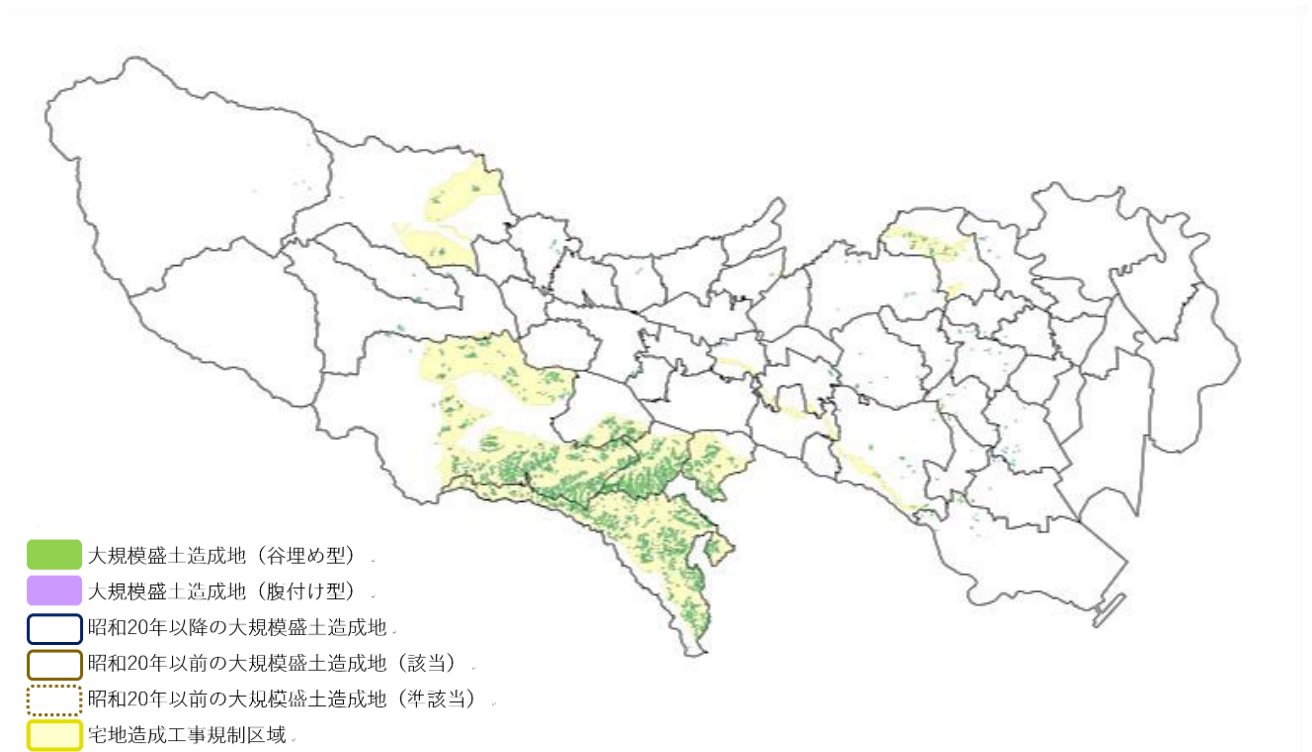 大規模盛土造成地（谷埋め型）
大規模盛土造成地（腹付け型）
昭和20年以降の大規模盛土造成地
昭和20年以前の大規模盛土造成地（該当）
昭和20年以前の大規模盛土造成地（準該当）
宅地造成工事規制区域